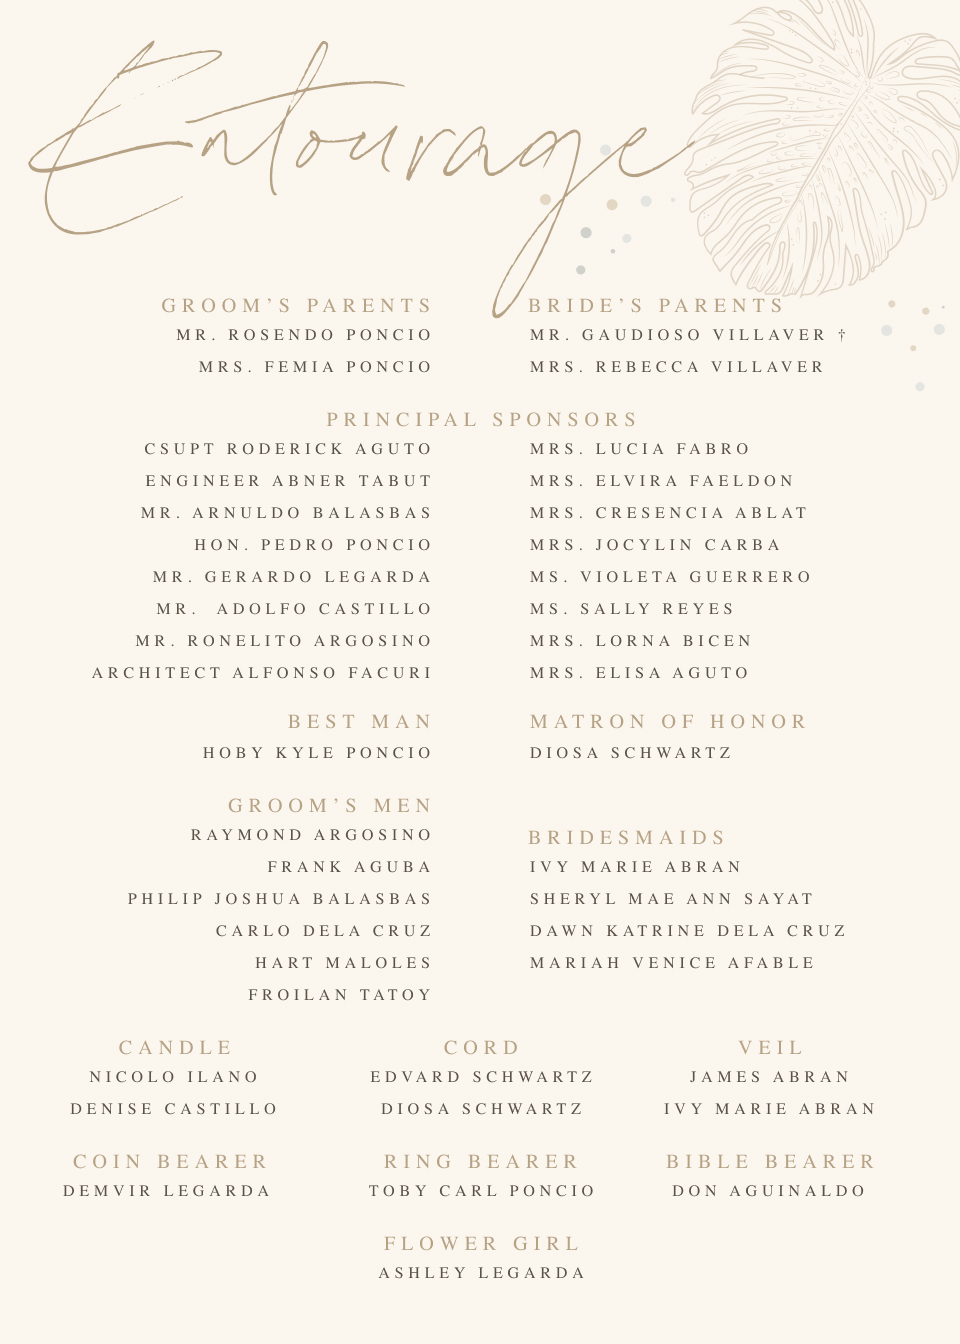 Entourage
GROOM’S PARENTS
MR. ROSENDO PONCIO
MRS. FEMIA PONCIO
BRIDE’S PARENTS
MR. GAUDIOSO VILLAVER †
MRS. REBECCA VILLAVER
PRINCIPAL SPONSORS
CSUPT RODERICK AGUTO
ENGINEER ABNER TABUT
MR. ARNULDO BALASBAS
HON. PEDRO PONCIO
MR. GERARDO LEGARDA
MR. ADOLFO CASTILLO
MR. RONELITO ARGOSINO
ARCHITECT ALFONSO FACURI
MRS. LUCIA FABRO
MRS. ELVIRA FAELDON
MRS. CRESENCIA ABLAT
MRS. JOCYLIN CARBA
MS. VIOLETA GUERRERO
MS. SALLY REYES
MRS. LORNA BICEN
MRS. ELISA AGUTO
BEST MAN
HOBY KYLE PONCIO
MATRON OF HONOR
DIOSA SCHWARTZ
GROOM’S MEN
RAYMOND ARGOSINO
FRANK AGUBA
PHILIP JOSHUA BALASBAS
CARLO DELA CRUZ
HART MALOLES
FROILAN TATOY
BRIDESMAIDS
IVY MARIE ABRAN
SHERYL MAE ANN SAYAT
DAWN KATRINE DELA CRUZ
MARIAH VENICE AFABLE
CANDLE
NICOLO ILANO
DENISE CASTILLO
CORD
EDVARD SCHWARTZ
DIOSA SCHWARTZ
VEIL
JAMES ABRAN
IVY MARIE ABRAN
COIN BEARER
DEMVIR LEGARDA
RING BEARER
TOBY CARL PONCIO
BIBLE BEARER
DON AGUINALDO
FLOWER GIRL
ASHLEY LEGARDA